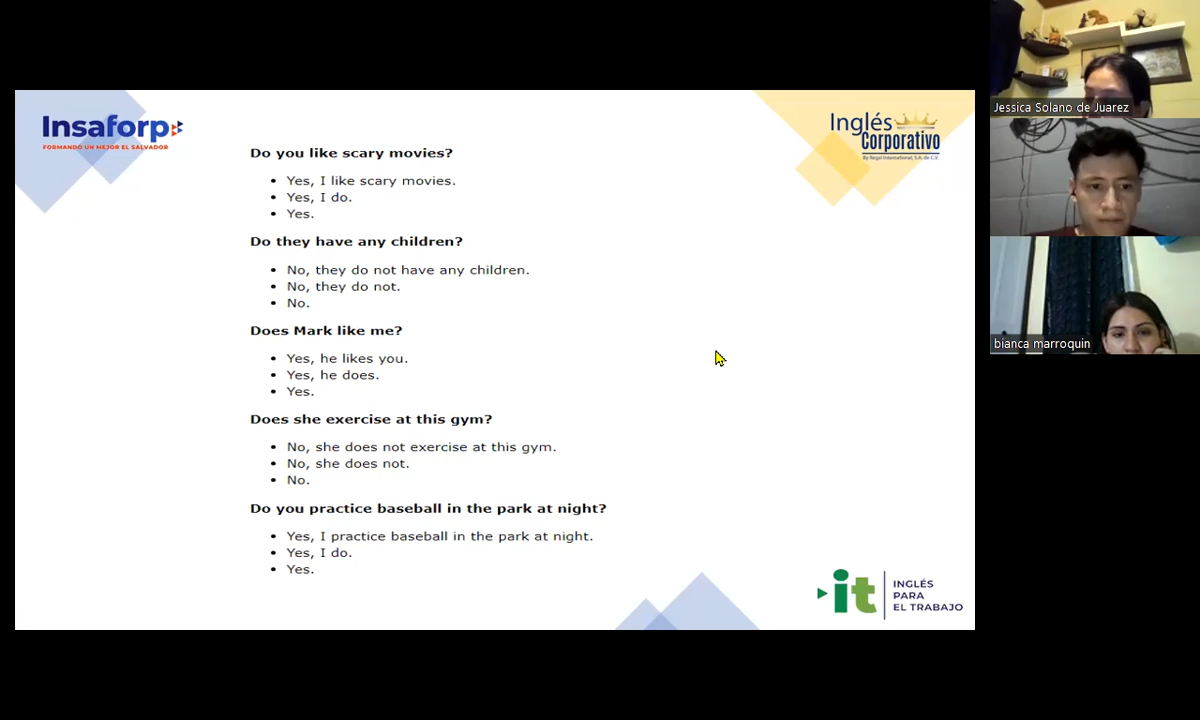 Insaforp
FORMANDO UN MEJOR EL SALVADOR
Inglés
Corporativo
By Regal International, S.A. de C.V.
Do you like scary movies?
• Yes, I like scary movies.
• Yes, I do.
• Yes.
Do they have any children?
• No, they do not have any children.
• No, they do not.
• No.
Does Mark like me?
• Yes, he likes you.
• Yes, he does.
• Yes.
Does she exercise at this gym?
• No, she does not exercise at this gym.
• No, she does not.
• No.
Do you practice baseball in the park at night?
• Yes, I practice baseball in the park at night.
• Yes, I do.
• Yes.
it
INGLÉS
PARA
EL TRABAJO
Jessica Solano de Juarez
bianca marroquin